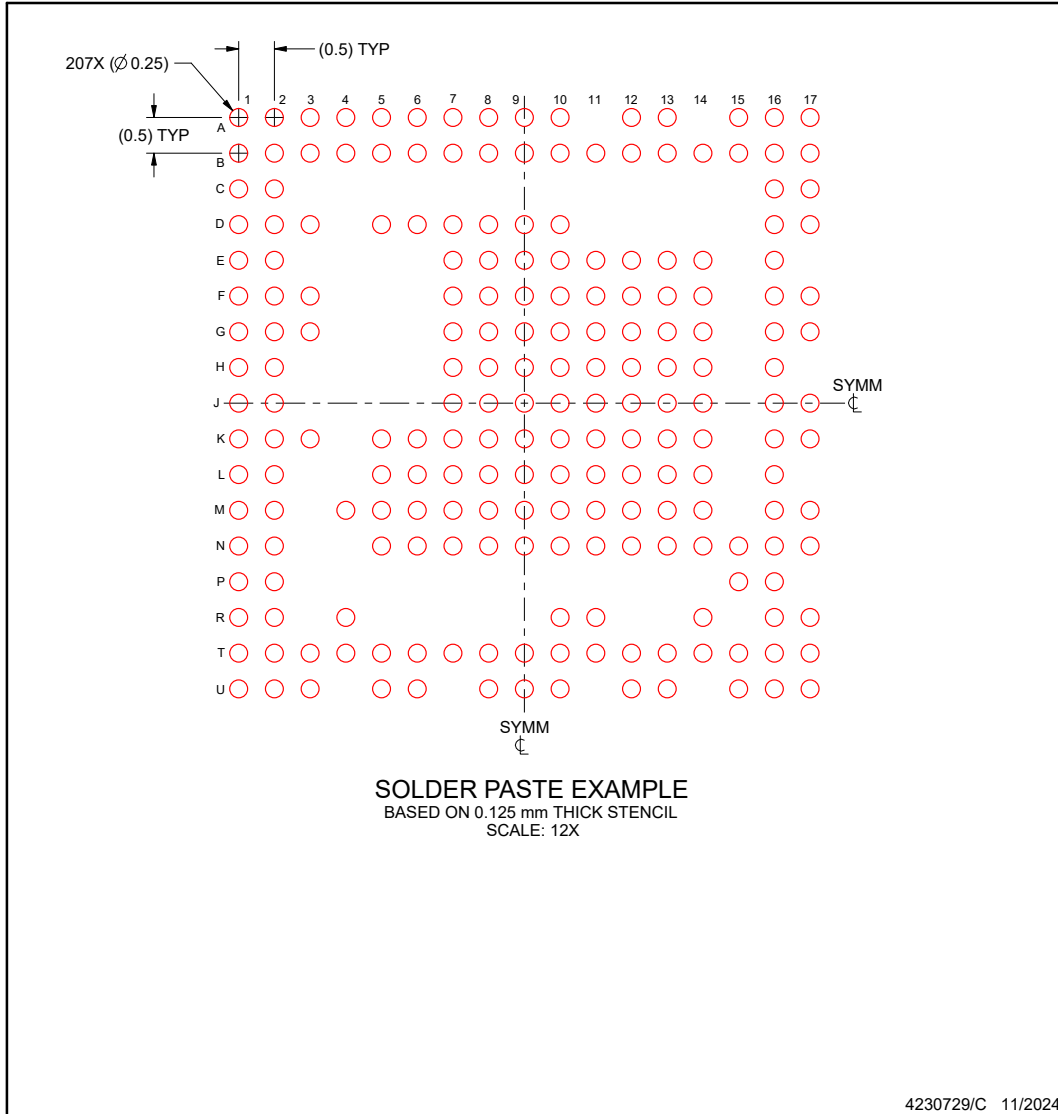 (0.5) TYP
207X (∅ 0.25)
1 2 3 4 5 6 7 8 9 10 11 12 13 14 15 16 17
A
(0.5) TYP
B
C
D
E
F
G
H
SYMM
J
℄
K
L
M
N
P
R
T
U
SYMM
℄
SOLDER PASTE EXAMPLE
BASED ON 0.125 mm THICK STENCIL
SCALE: 12X
4230729/C 11/2024